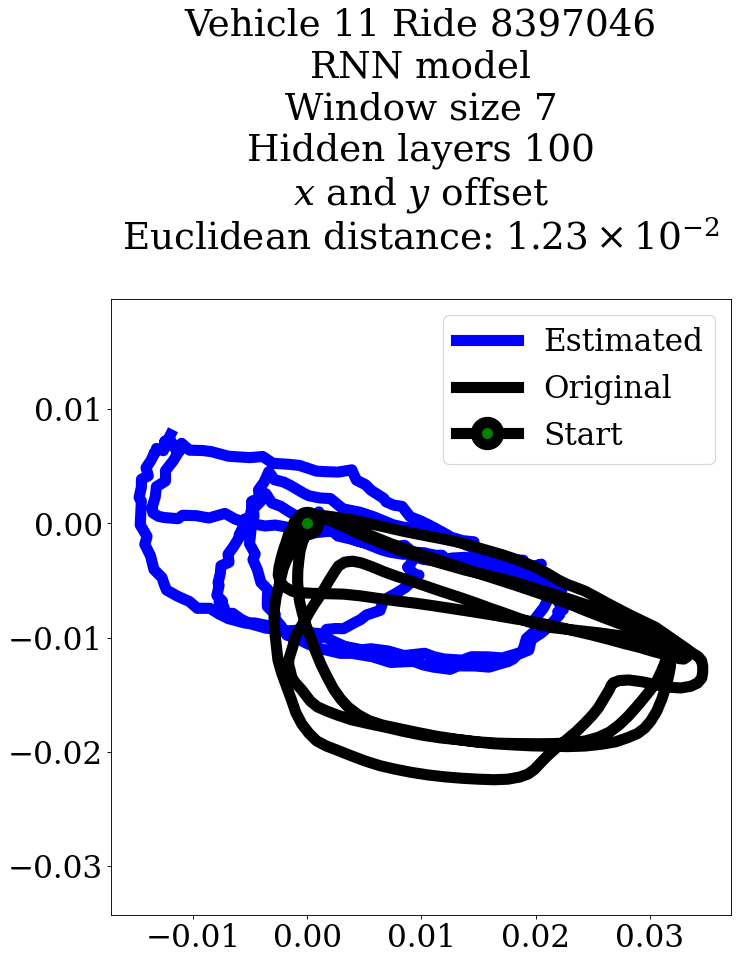 Vehicle 11 Ride 8397046
RNN model
Window size 7
Hidden layers 100
x and y offset
Euclidean distance: 1.23 × 10⁻²
Estimated
Original
Start
0.01
0.00
−0.01
−0.02
−0.03
−0.01 0.00 0.01 0.02 0.03